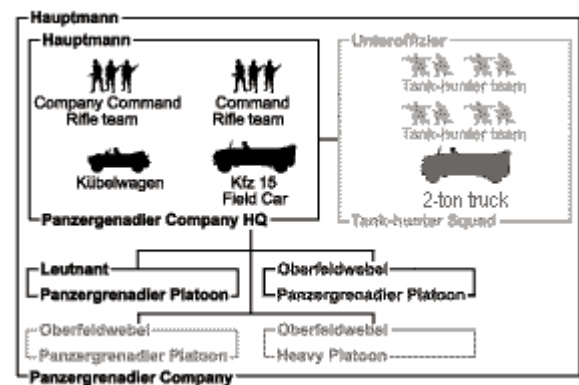 Hauptmann
Hauptmann
Company Command
Rifle team
Command
Rifle team
Kübelwagen
Kfz 15
Field Car
Panzergenadier Company HQ
Unteroffizier
Tank-hunter team
Tank-hunter team
2-ton truck
Tank-hunter Squad
Leutnant
Panzergrenadier Platoon
Oberfeldwebel
Panzergrenadier Platoon
Oberfeldwebel
Panzergrenadier Platoon
Oberfeldwebel
Heavy Platoon
Panzergrenadier Company